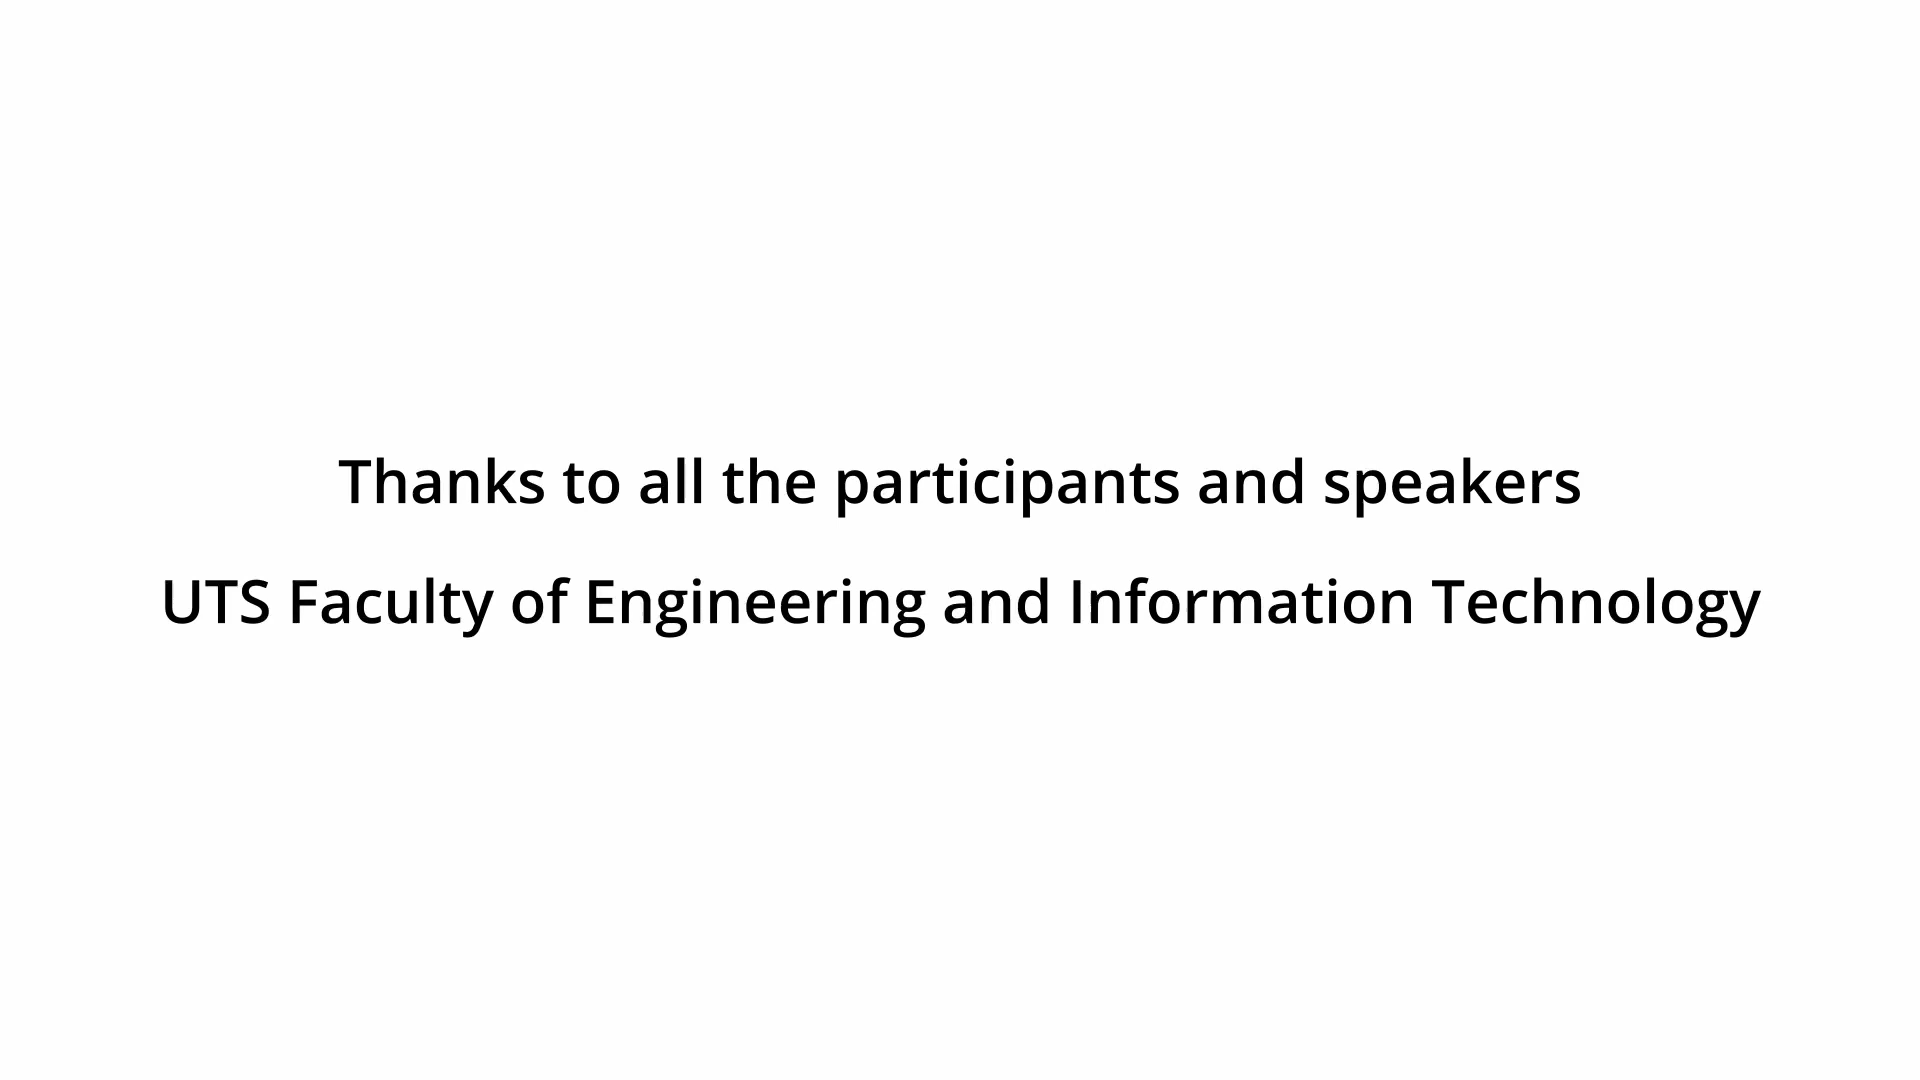 Thanks to all the participants and speakers
UTS Faculty of Engineering and Information Technology